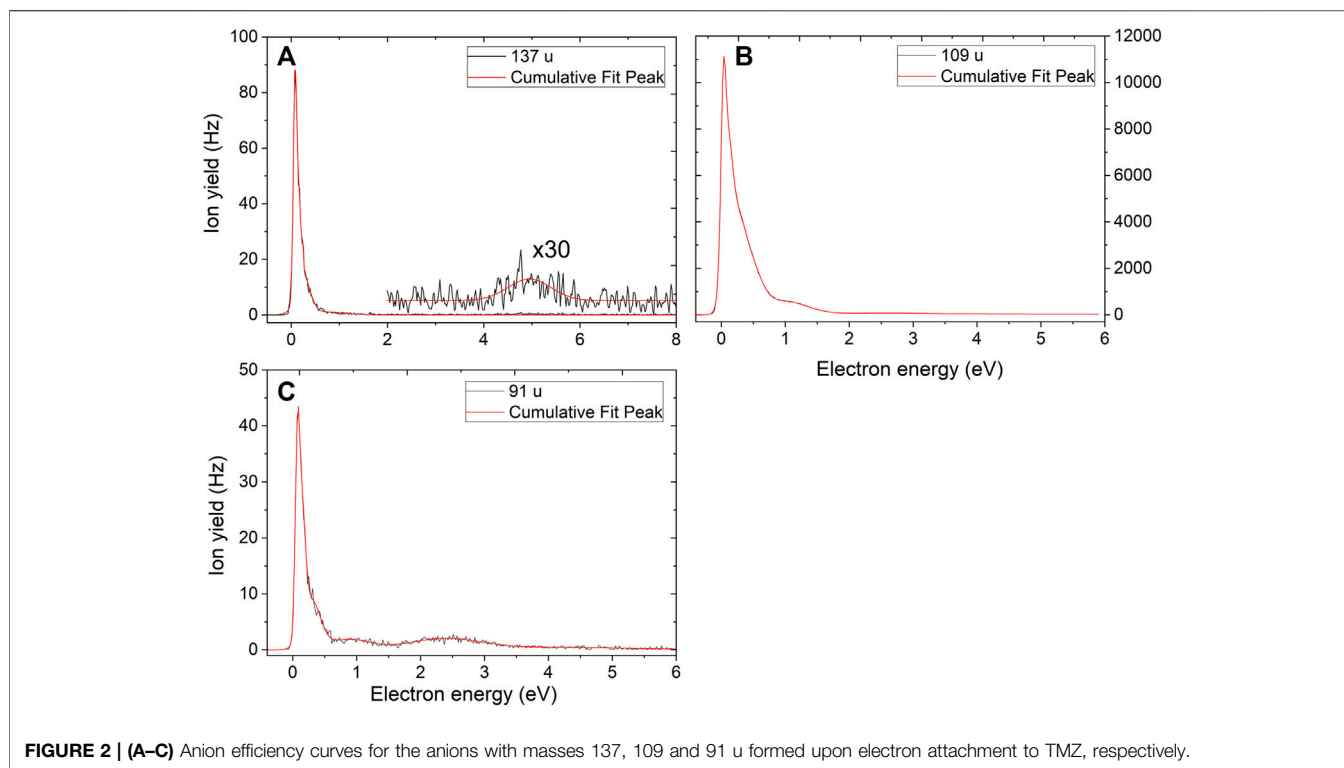 A
137 u
Cumulative Fit Peak
x30
Ion yield (Hz)
100
80
60
40
20
0
0 2 4 6 8
B
109 u
Cumulative Fit Peak
12000
10000
8000
6000
4000
2000
0
0 1 2 3 4 5 6
Electron energy (eV)
C
91 u
Cumulative Fit Peak
Ion yield (Hz)
50
40
30
20
10
0
0 1 2 3 4 5 6
Electron energy (eV)
FIGURE 2 | (A–C) Anion efficiency curves for the anions with masses 137, 109 and 91 u formed upon electron attachment to TMZ, respectively.